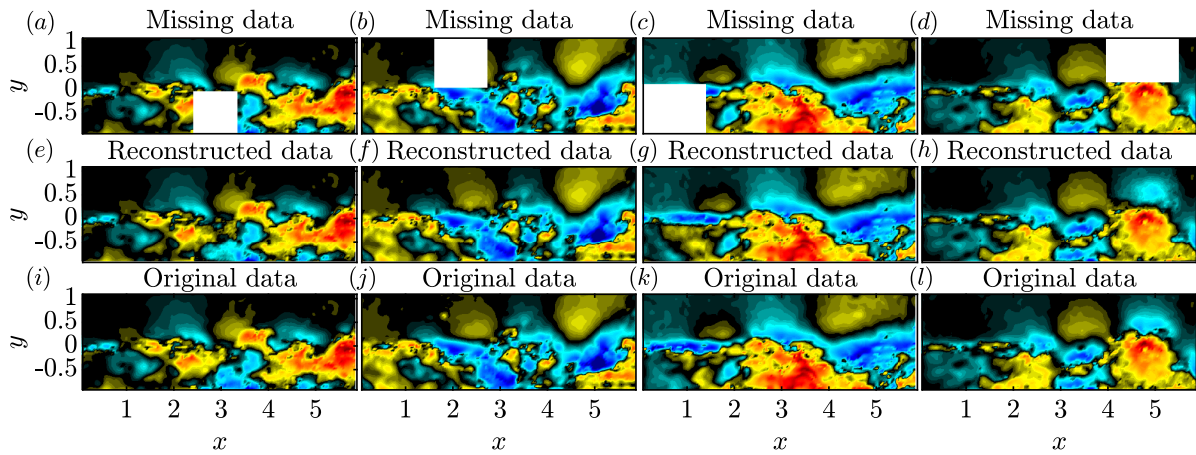 (a) Missing data (b) Missing data (c) Missing data (d) Missing data
1
0.5
0
-0.5
y
(e) Reconstructed data (f) Reconstructed data (g) Reconstructed data (h) Reconstructed data
1
0.5
0
-0.5
y
(i) Original data (j) Original data (k) Original data (l) Original data
1
0.5
0
-0.5
y
1 2 3 4 5 1 2 3 4 5 1 2 3 4 5 1 2 3 4 5
x x x x